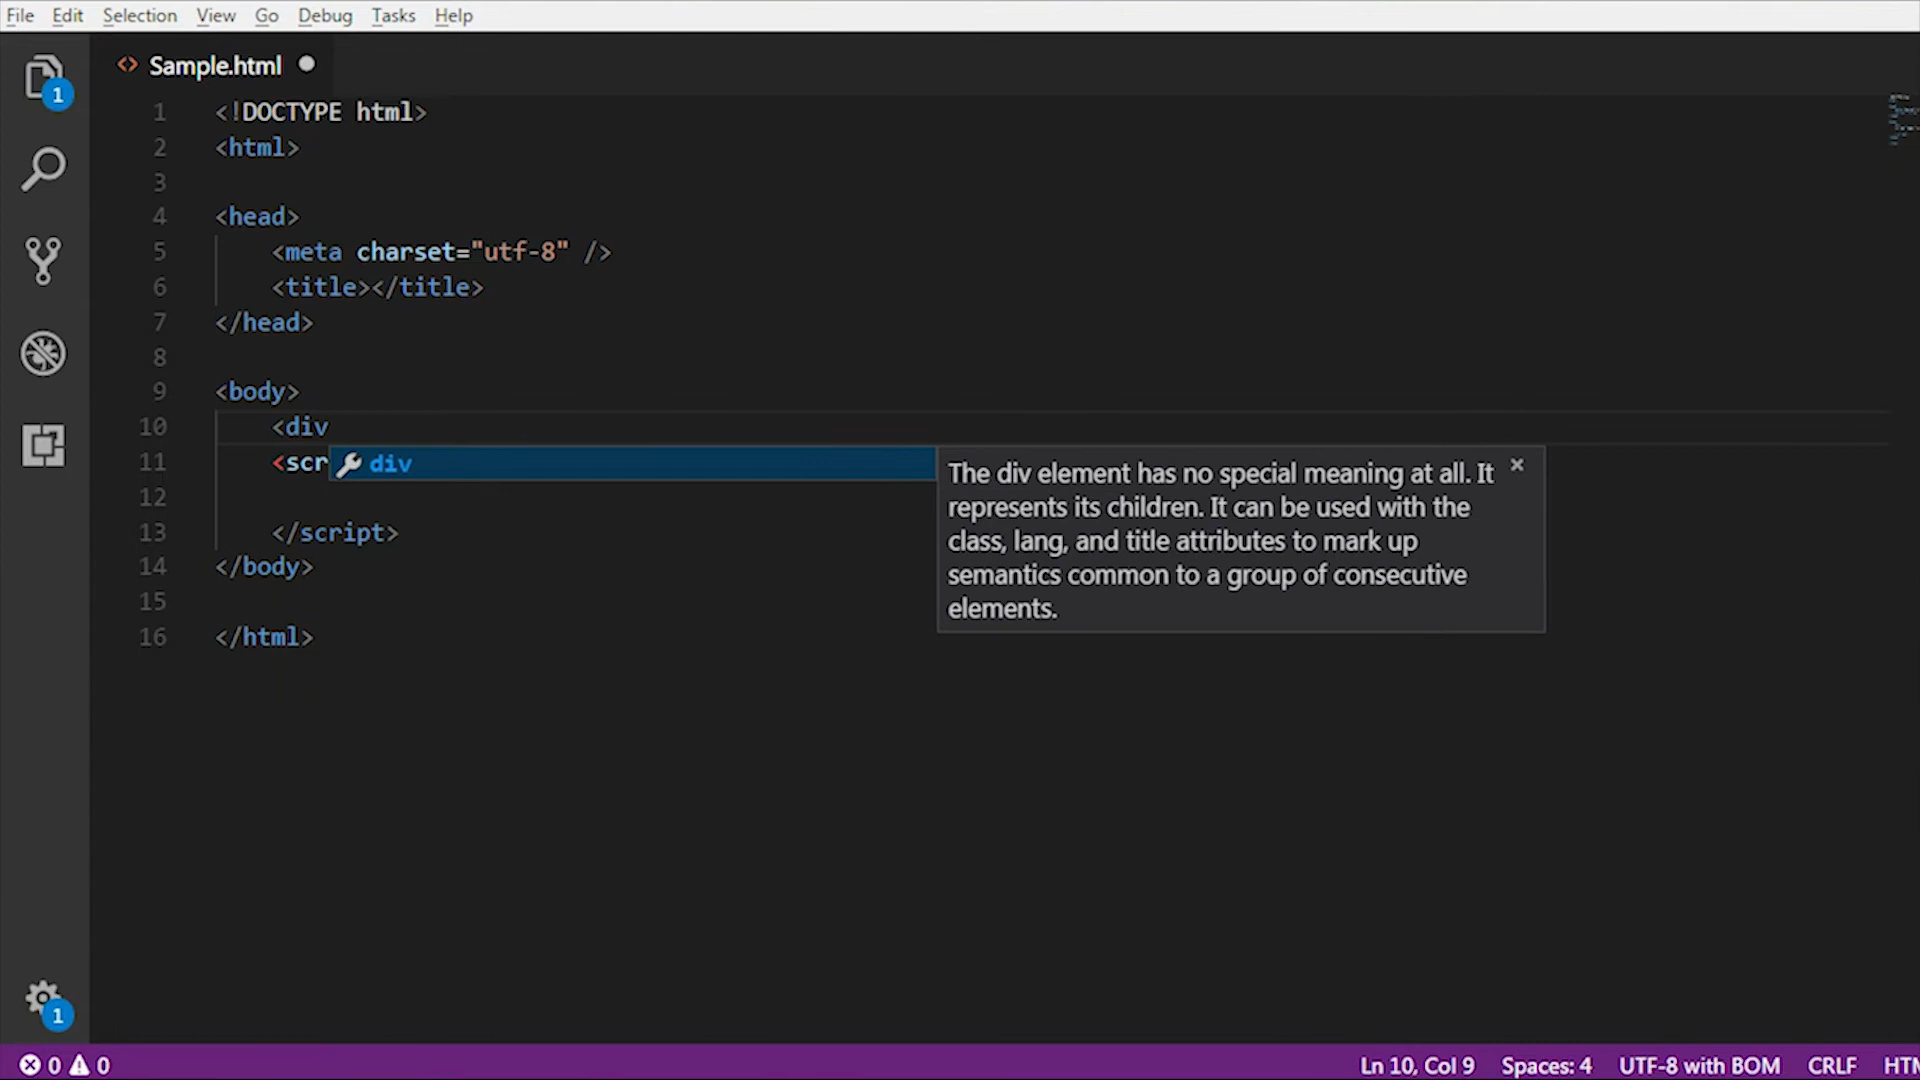 File Edit Selection View Go Debug Tasks Help
<> Sample.html
1
1 <!DOCTYPE html>
2 <html>
3
4 <head>
5 <meta charset="utf-8" />
6 <title></title>
7 </head>
8
9 <body>
10 <div
11 <scr
div
12
13 </script>
14 </body>
15
16 </html>
The div element has no special meaning at all. It
represents its children. It can be used with the
class, lang, and title attributes to mark up
semantics common to a group of consecutive
elements.
1
0 0 Ln 10, Col 9 Spaces: 4 UTF-8 with BOM CRLF HTM